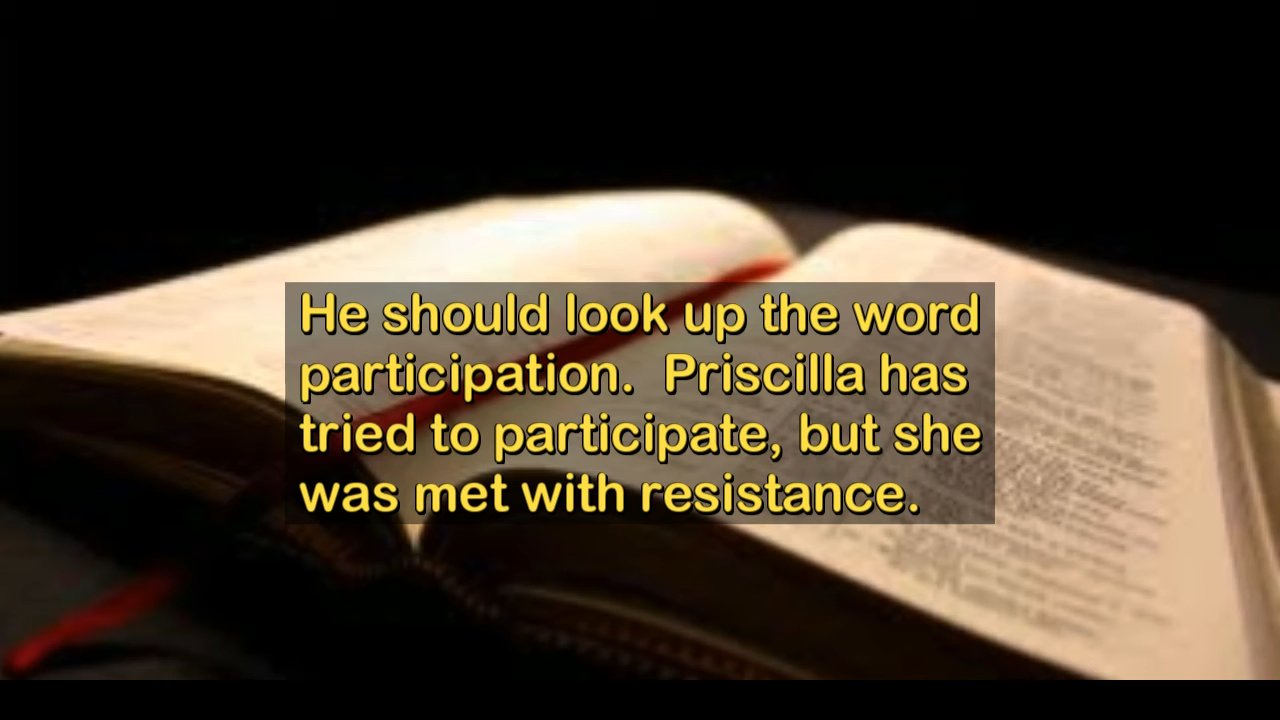 He should look up the word
participation.  Priscilla has
tried to participate, but she
was met with resistance.